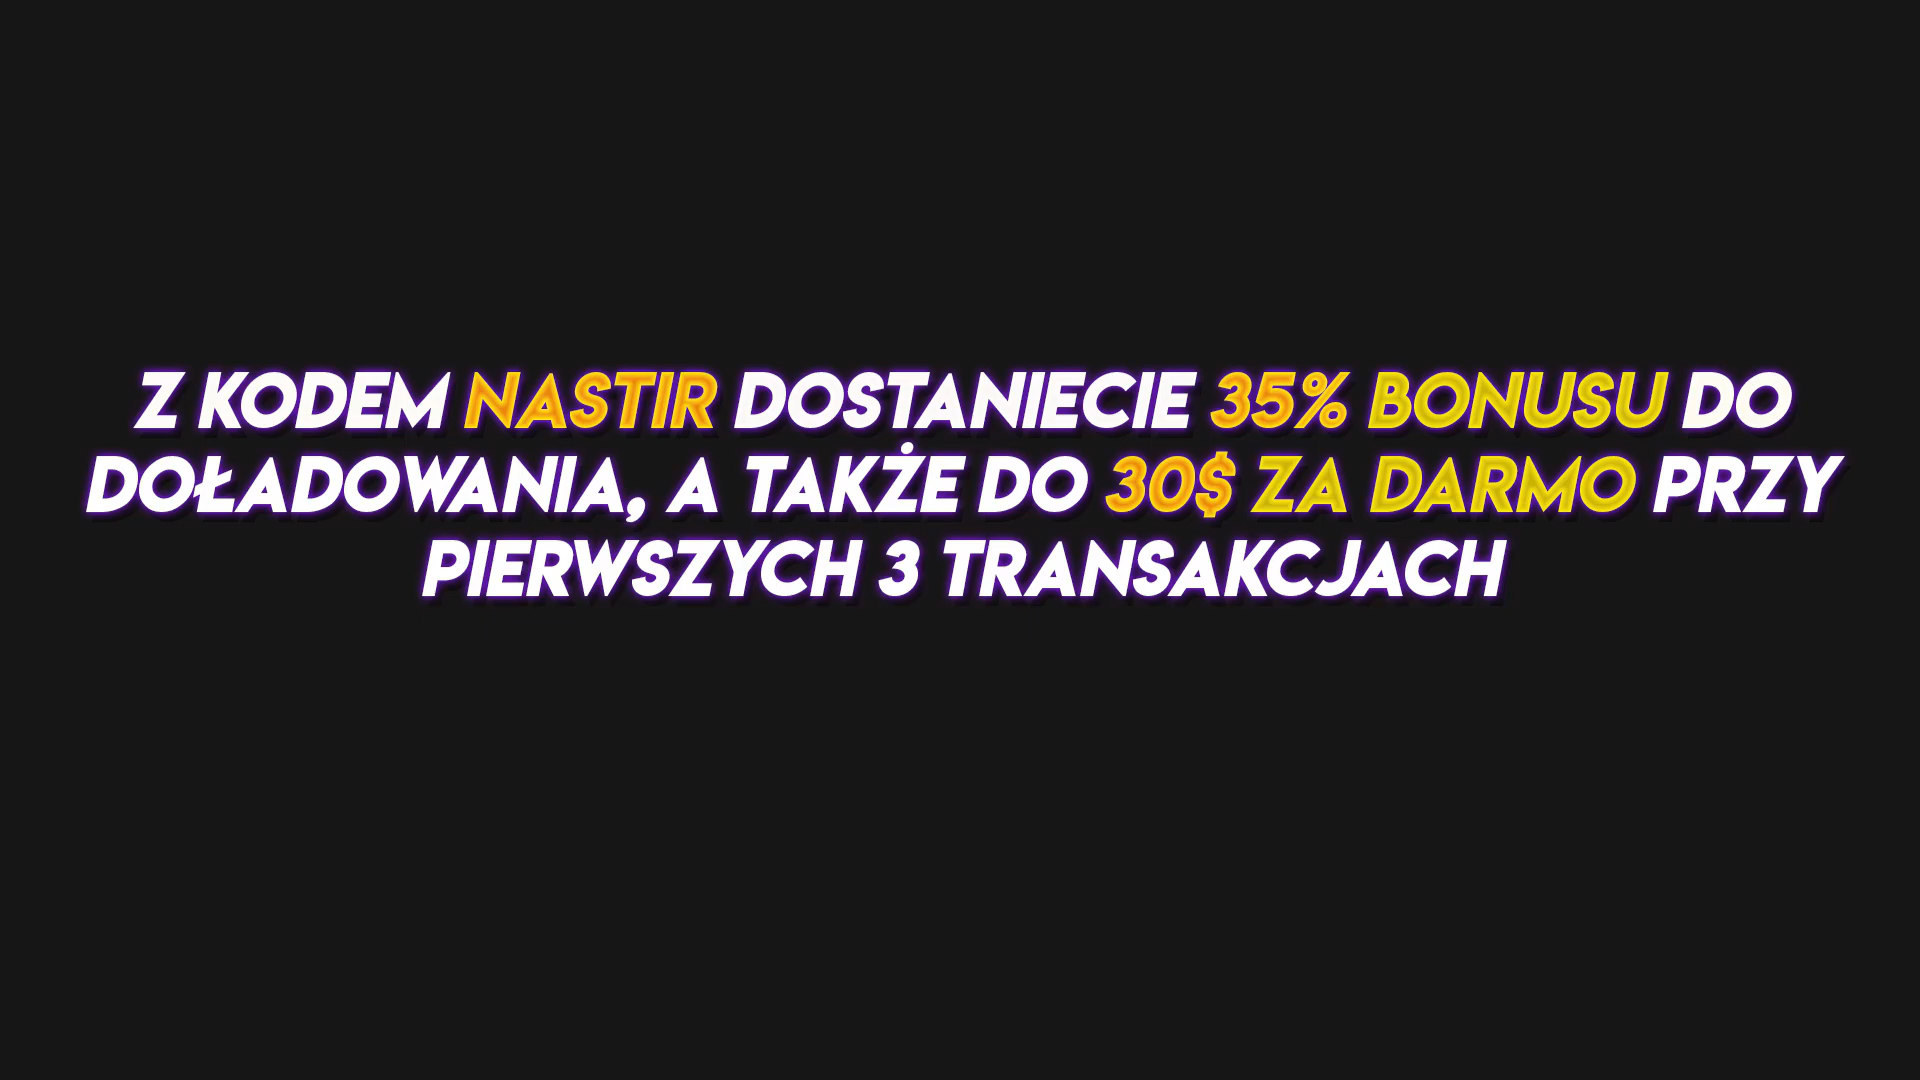 Z KODEM NASTIR DOSTANIECIE 35% BONUSU DO
DOŁADOWANIA, A TAKŻE DO 30$ ZA DARMO PRZY
PIERWSZYCH 3 TRANSAKCJACH